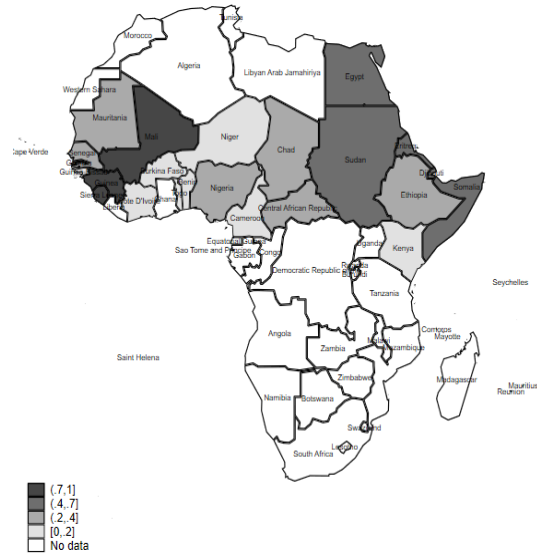 Tunisia
Morocco
Algeria
Libyan Arab Jamahiriya
Egypt
Western Sahara
Mauritania
Mali
Niger
Chad
Sudan
Eritrea
Cape Verde
Senegal
Burkina Faso
Djibouti
Guinea
Nigeria
Ethiopia
Somalia
Sierra Leone
Cote D'Ivoire
Ghana
Togo
Benin
Liberia
Central African Republic
Cameroon
Equatorial Guinea
Sao Tome and Principe
Gabon
Congo
Uganda
Kenya
Democratic Republic
Rwanda
Burundi
Tanzania
Seychelles
Comoros
Mayotte
Angola
Zambia
Malawi
Mozambique
Saint Helena
Zimbabwe
Madagascar
Mauritius
Reunion
Namibia
Botswana
Swaziland
Lesotho
South Africa
(.7,1]
(.4,.7]
(.2,.4]
[0,.2]
No data